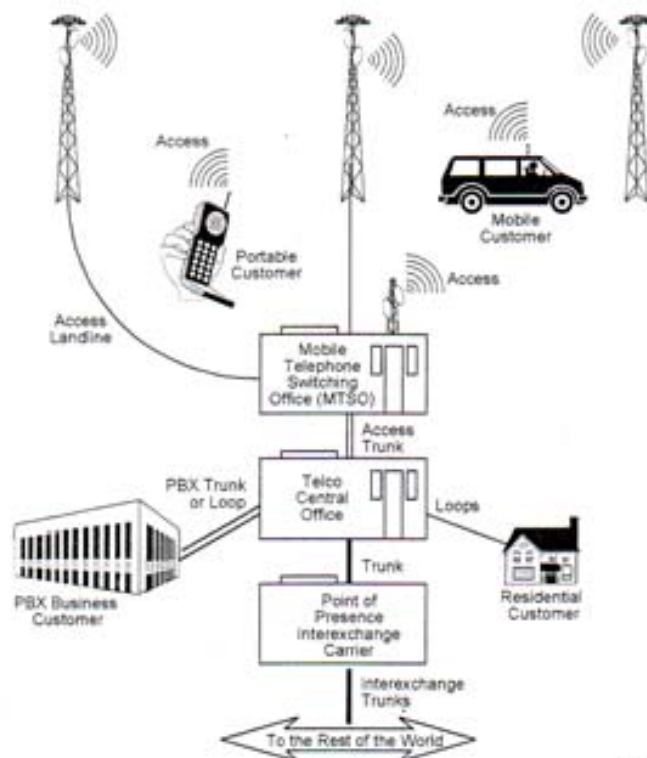 Access
Access
Portable
Customer
Mobile
Customer
Access
Access
Landline
Mobile
Telephone
Switching
Office (MTSO)
Access
Trunk
PBX Trunk
or Loop
Telco
Central
Office
Loops
PBX Business
Customer
Trunk
Residential
Customer
Point of
Presence
Interexchange
Carrier
Interexchange
Trunks
To the Rest of the World